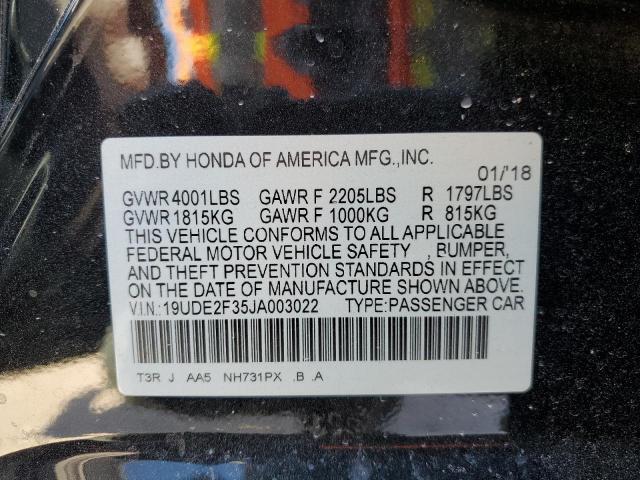 MFD.BY HONDA OF AMERICA MFG.,INC.
01/'18
GVWR 4001LBS GAWR F 2205LBS R 1797LBS
GVWR 1815KG GAWR F 1000KG R 815KG
THIS VEHICLE CONFORMS TO ALL APPLICABLE
FEDERAL MOTOR VEHICLE SAFETY , BUMPER,
AND THEFT PREVENTION STANDARDS IN EFFECT
ON THE DATE OF MANUFACTURE SHOWN ABOVE.
V.I.N.: 19UDE2F35JA003022 TYPE:PASSENGER CAR
T3R J AA5 NH731PX .B .A